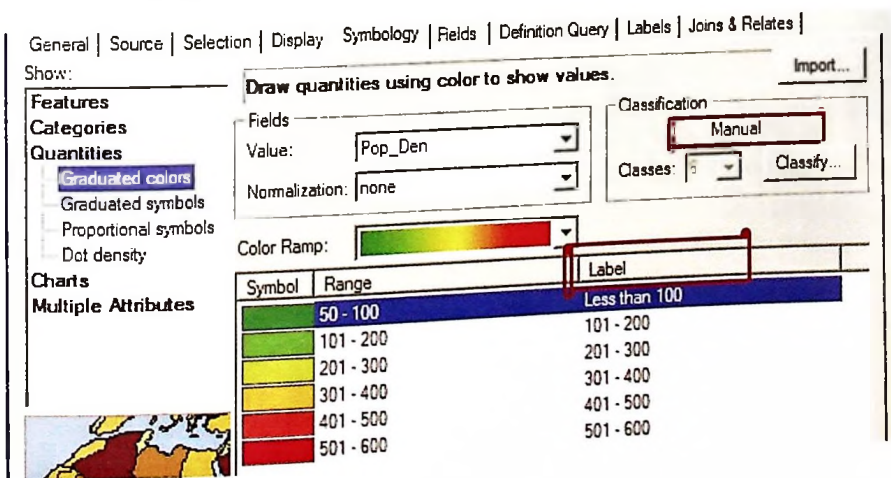 General | Source | Selection | Display Symbology | Fields | Definition Query | Labels | Joins & Relates |
Show:
Features
Categories
Quantities
Graduated colors
Graduated symbols
Proportional symbols
Dot density
Charts
Multiple Attributes
Draw quantities using color to show values.
Import...
Fields
Value: Pop_Den
Normalization: none
Classification
Manual
Classes: 6 Classify...
Color Ramp:
Symbol Range Label
50 - 100 Less than 100
101 - 200 101 - 200
201 - 300 201 - 300
301 - 400 301 - 400
401 - 500 401 - 500
501 - 600 501 - 600